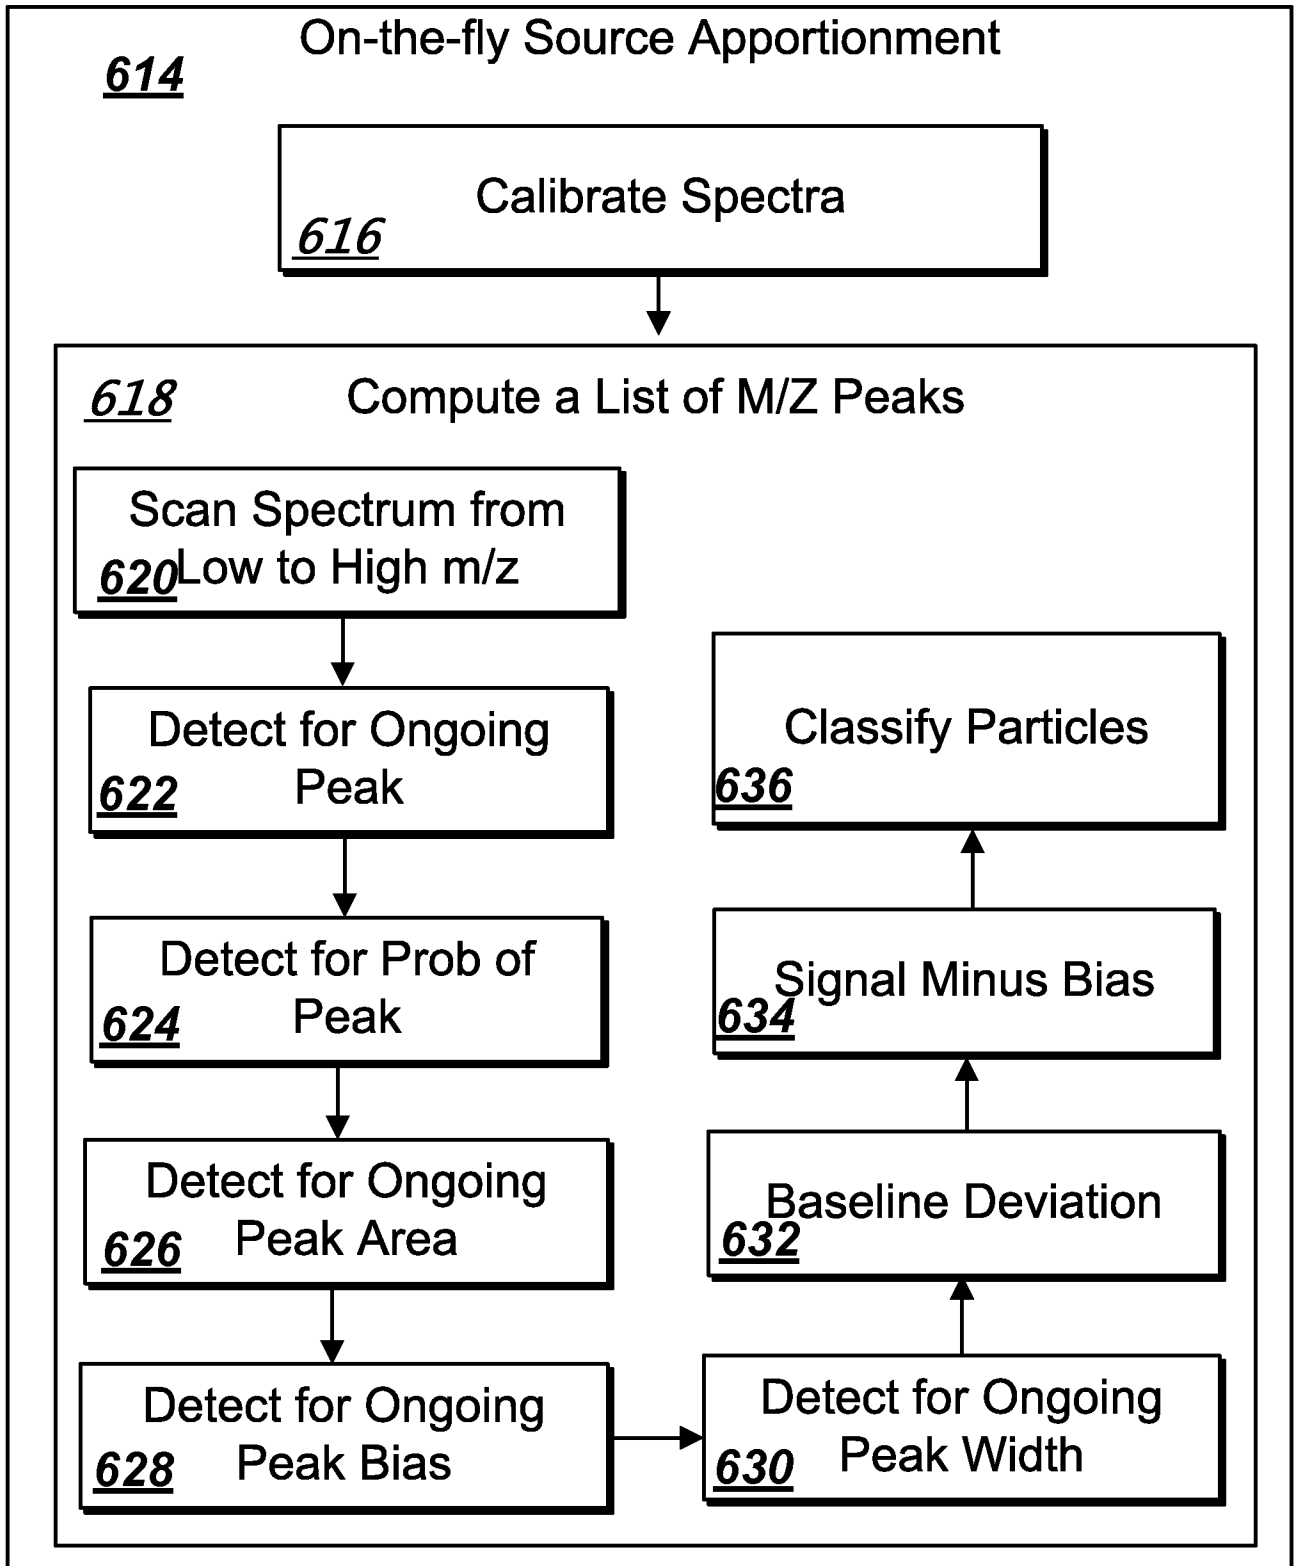 On-the-fly Source Apportionment
614
Calibrate Spectra
616
618
Compute a List of M/Z Peaks
Scan Spectrum from
620 Low to High m/z
Detect for Ongoing
Peak
622
Detect for Prob of
Peak
624
Detect for Ongoing
Peak Area
626
Detect for Ongoing
Peak Bias
628
Detect for Ongoing
Peak Width
630
Baseline Deviation
632
Signal Minus Bias
634
Classify Particles
636